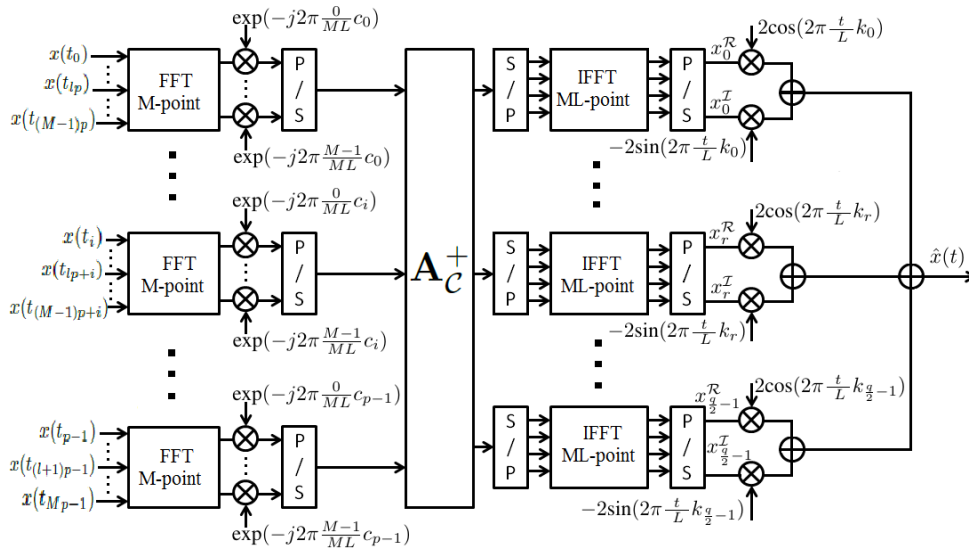 exp(−j2π 0/ML c_0)
x(t_0)
x(t_{lp})
x(t_{(M−1)p})
FFT
M-point
P
/
S
exp(−j2π M−1/ML c_0)
S
/
P
IFFT
ML-point
P
/
S
x_0^R
x_0^I
2cos(2π t/L k_0)
−2sin(2π t/L k_0)
exp(−j2π 0/ML c_i)
x(t_i)
x(t_{lp+i})
x(t_{(M−1)p+i})
FFT
M-point
P
/
S
exp(−j2π M−1/ML c_i)
A_C^+
S
/
P
IFFT
ML-point
P
/
S
x_r^R
x_r^I
2cos(2π t/L k_r)
−2sin(2π t/L k_r)
x̂(t)
exp(−j2π 0/ML c_{p−1})
x(t_{p−1})
x(t_{(l+1)p−1})
x(t_{Mp−1})
FFT
M-point
P
/
S
exp(−j2π M−1/ML c_{p−1})
S
/
P
IFFT
ML-point
P
/
S
x_{q/2−1}^R
x_{q/2−1}^I
2cos(2π t/L k_{q/2−1})
−2sin(2π t/L k_{q/2−1})